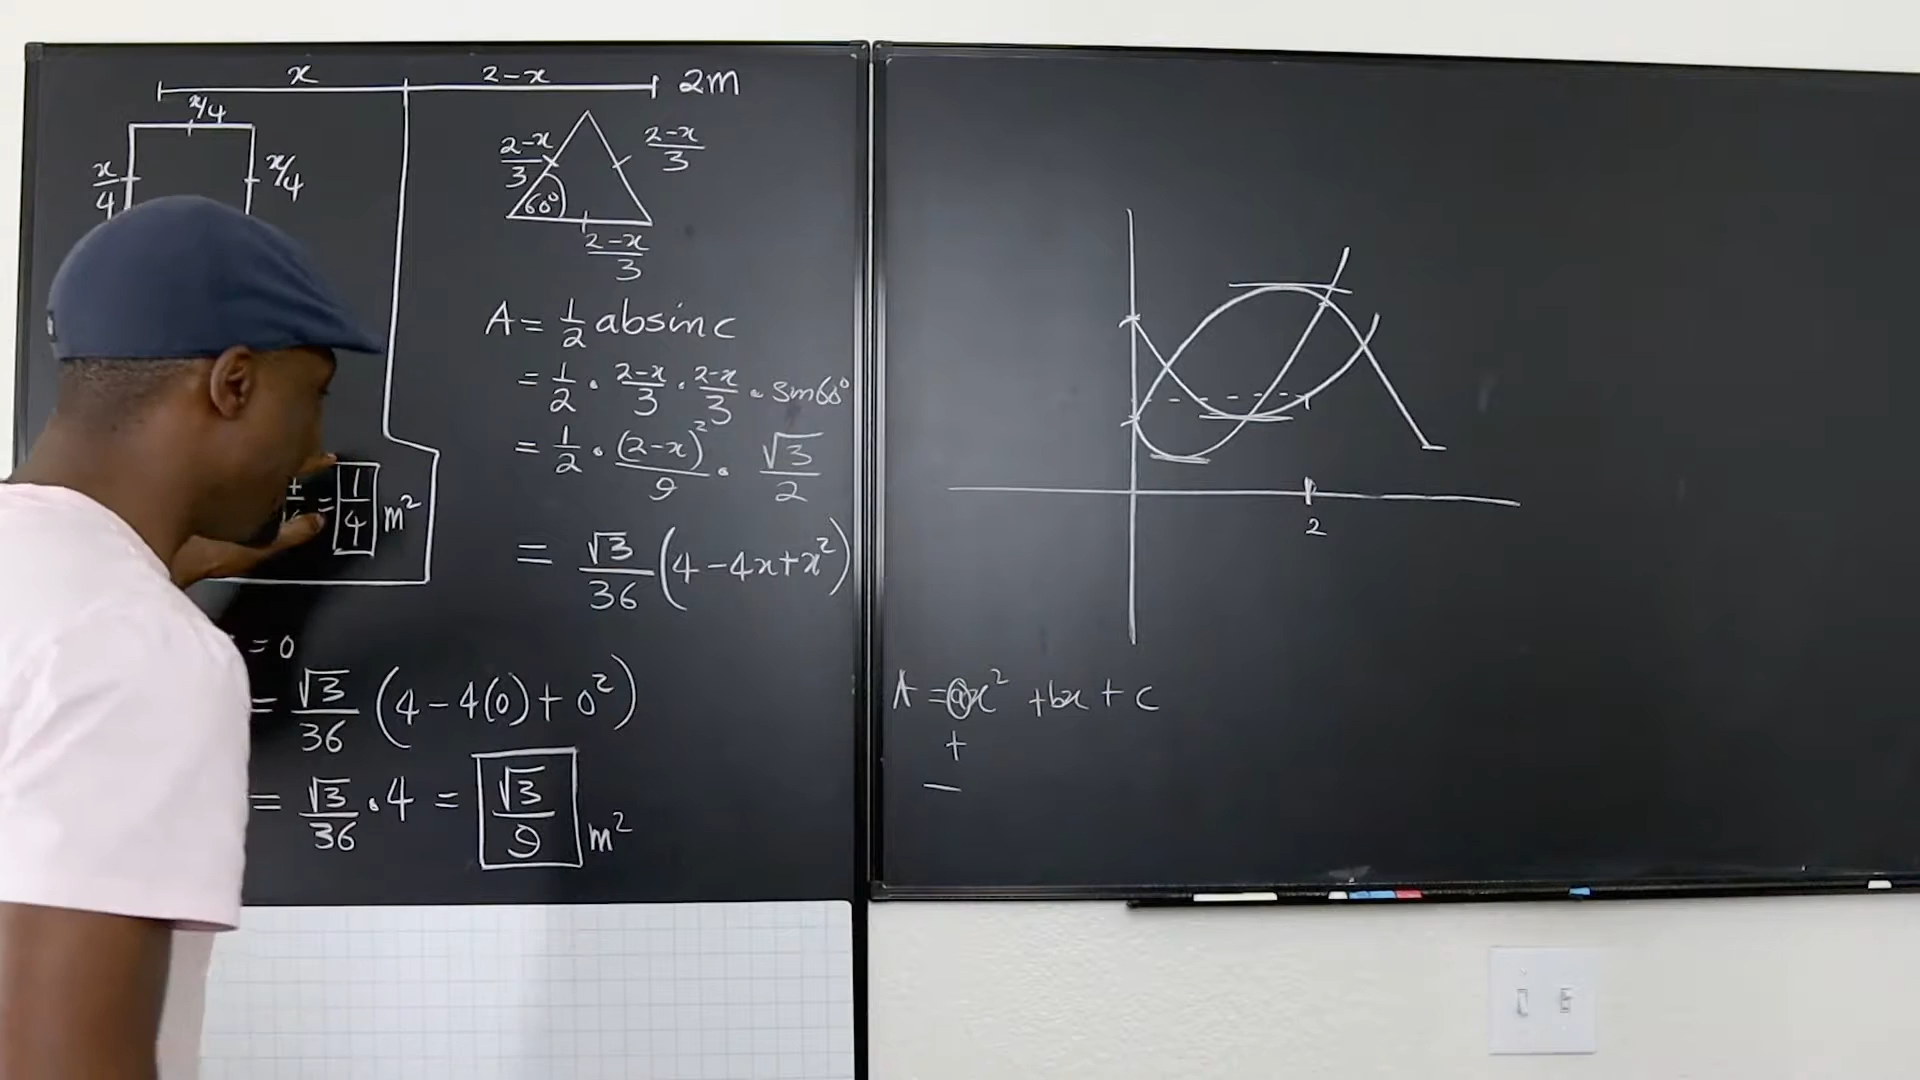 x 2-x 2m
x/4
x/4 x/4
2-x/3 2-x/3
60°
2-x/3
A = 1/2 absinc
= 1/2 · 2-x/3 · 2-x/3 · sin60°
= 1/2 · (2-x)²/9 · √3/2
= 1/4 m²
= √3/36 (4-4x+x²)
= 0
= √3/36 (4-4(0)+0²)
= √3/36 · 4 = √3/9 m²
2
A = ax² + bx + c
+
−